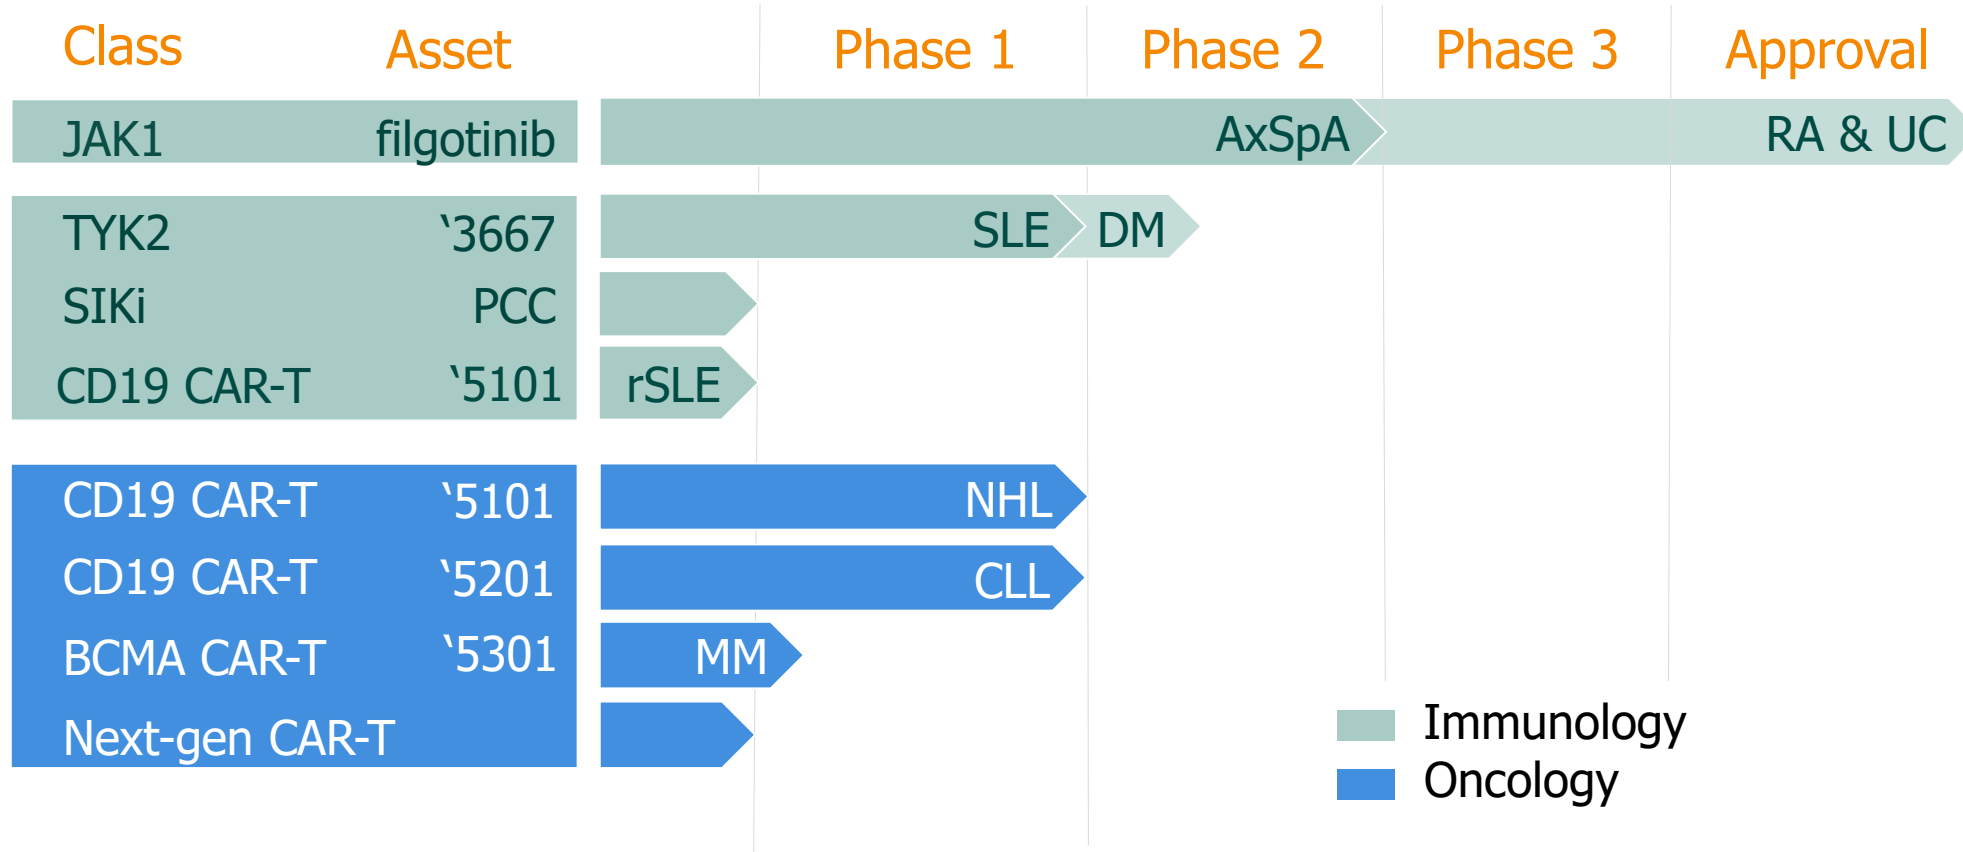 Class Asset Phase 1 Phase 2 Phase 3 Approval
JAK1 filgotinib AxSpA RA & UC
TYK2 ‘3667 SLE DM
SIKi PCC
CD19 CAR-T ‘5101 rSLE
CD19 CAR-T ‘5101 NHL
CD19 CAR-T ‘5201 CLL
BCMA CAR-T ‘5301 MM
Next-gen CAR-T
Immunology
Oncology